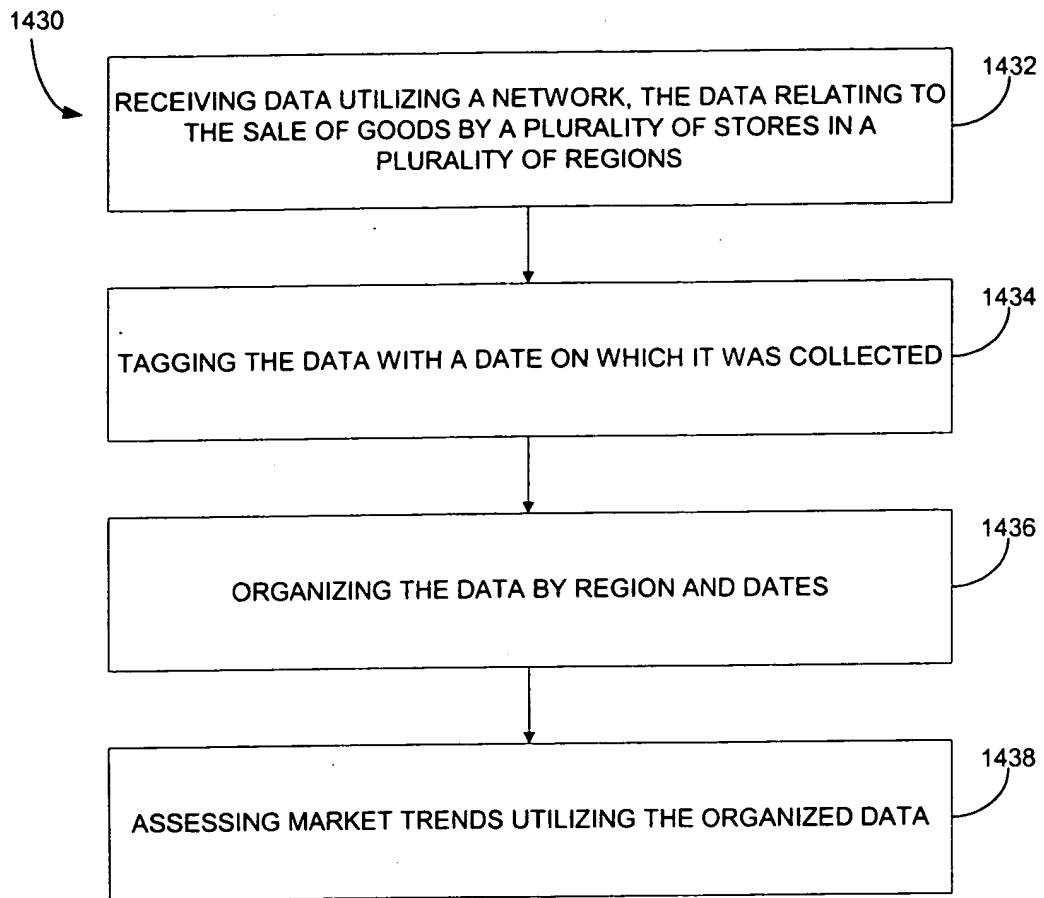 1430
1432
RECEIVING DATA UTILIZING A NETWORK, THE DATA RELATING TO
THE SALE OF GOODS BY A PLURALITY OF STORES IN A
PLURALITY OF REGIONS
1434
TAGGING THE DATA WITH A DATE ON WHICH IT WAS COLLECTED
1436
ORGANIZING THE DATA BY REGION AND DATES
1438
ASSESSING MARKET TRENDS UTILIZING THE ORGANIZED DATA